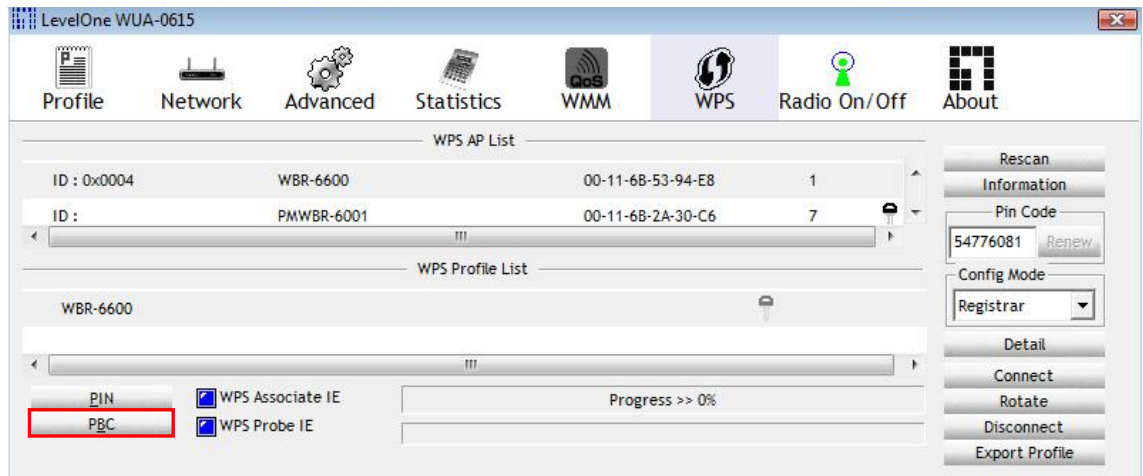 LevelOne WUA-0615
Profile Network Advanced Statistics QoS WMM WPS Radio On/Off About
WPS AP List
ID : 0x0004 WBR-6600 00-11-6B-53-94-E8 1
ID : PMWBR-6001 00-11-6B-2A-30-C6 7
WPS Profile List
WBR-6600
PIN
PBC
WPS Associate IE
WPS Probe IE
Progress >> 0%
Rescan
Information
Pin Code
54776081 Renew
Config Mode
Registrar
Detail
Connect
Rotate
Disconnect
Export Profile